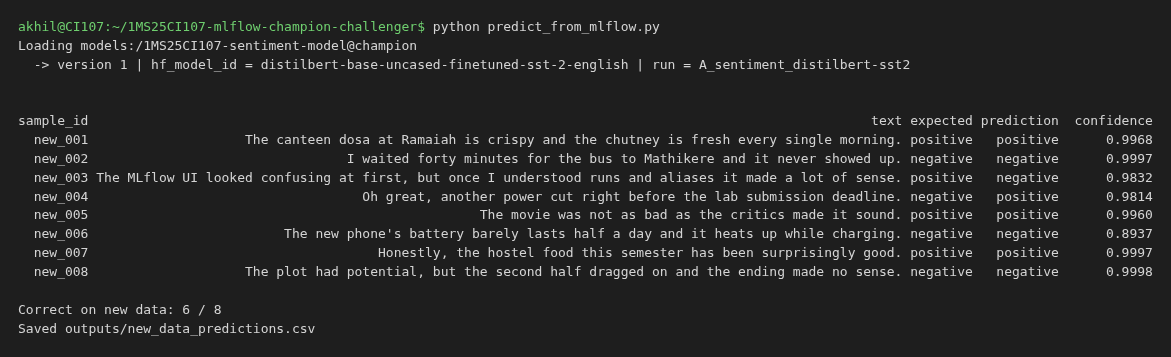 akhil@CI107:~/1MS25CI107-mlflow-champion-challenger$ python predict_from_mlflow.py
Loading models:/1MS25CI107-sentiment-model@champion
  -> version 1 | hf_model_id = distilbert-base-uncased-finetuned-sst-2-english | run = A_sentiment_distilbert-sst2
sample_id text expected prediction confidence
new_001 The canteen dosa at Ramaiah is crispy and the chutney is fresh every single morning. positive positive 0.9968
new_002 I waited forty minutes for the bus to Mathikere and it never showed up. negative negative 0.9997
new_003 The MLflow UI looked confusing at first, but once I understood runs and aliases it made a lot of sense. positive negative 0.9832
new_004 Oh great, another power cut right before the lab submission deadline. negative positive 0.9814
new_005 The movie was not as bad as the critics made it sound. positive positive 0.9960
new_006 The new phone's battery barely lasts half a day and it heats up while charging. negative negative 0.8937
new_007 Honestly, the hostel food this semester has been surprisingly good. positive positive 0.9997
new_008 The plot had potential, but the second half dragged on and the ending made no sense. negative negative 0.9998
Correct on new data: 6 / 8
Saved outputs/new_data_predictions.csv